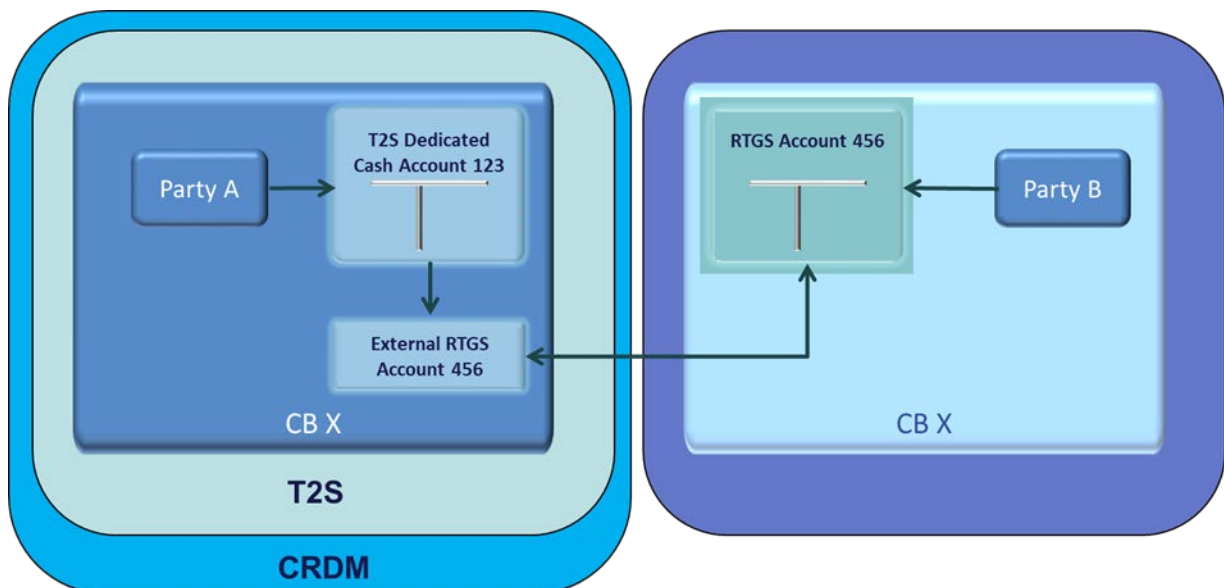 T2S Dedicated
Cash Account 123
Party A
External RTGS
Account 456
CB X
T2S
CRDM
RTGS Account 456
Party B
CB X